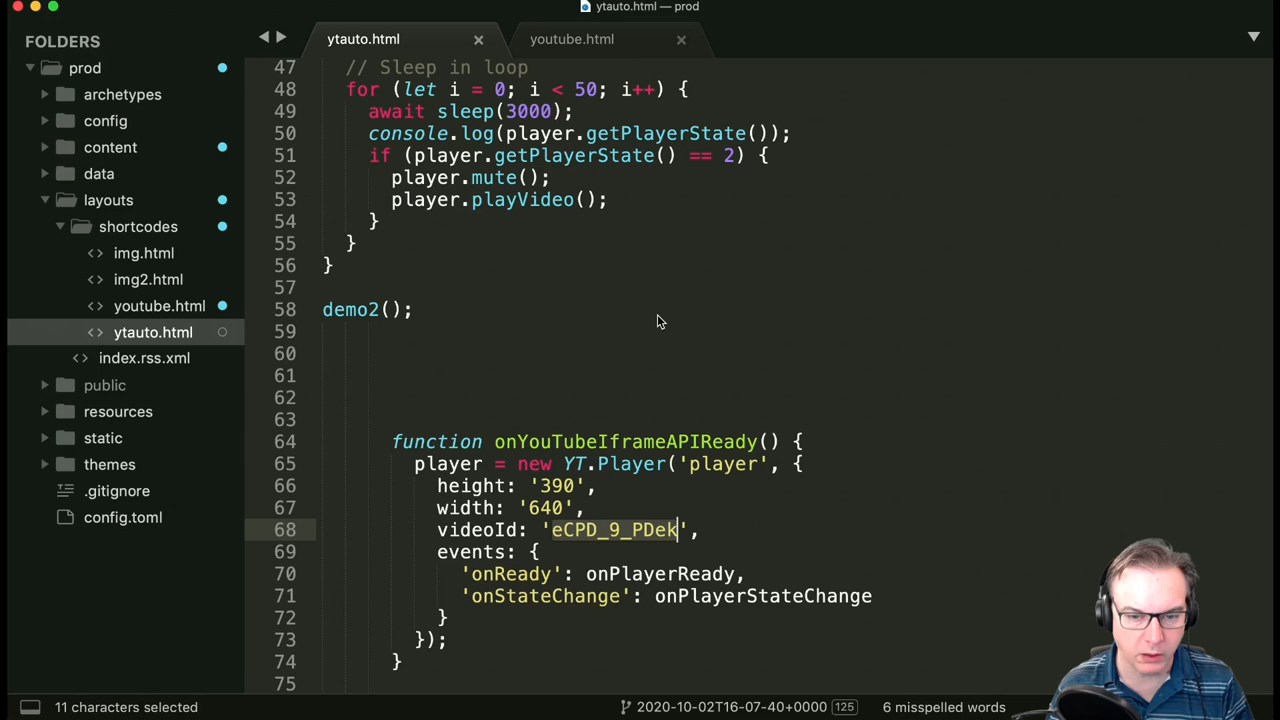 ytauto.html — prod
FOLDERS
prod
archetypes
config
content
data
layouts
shortcodes
img.html
img2.html
youtube.html
ytauto.html
index.rss.xml
public
resources
static
themes
.gitignore
config.toml
ytauto.html
youtube.html
47 // Sleep in loop
48 for (let i = 0; i < 50; i++) {
49 await sleep(3000);
50 console.log(player.getPlayerState());
51 if (player.getPlayerState() == 2) {
52 player.mute();
53 player.playVideo();
54 }
55 }
56 }
57
58 demo2();
59
60
61
62
63
64 function onYouTubeIframeAPIReady() {
65 player = new YT.Player('player', {
66 height: '390',
67 width: '640',
68 videoId: 'eCPD_9_PDek',
69 events: {
70 'onReady': onPlayerReady,
71 'onStateChange': onPlayerStateChange
72 }
73 });
74 }
75
11 characters selected
2020-10-02T16-07-40+0000 125
6 misspelled words